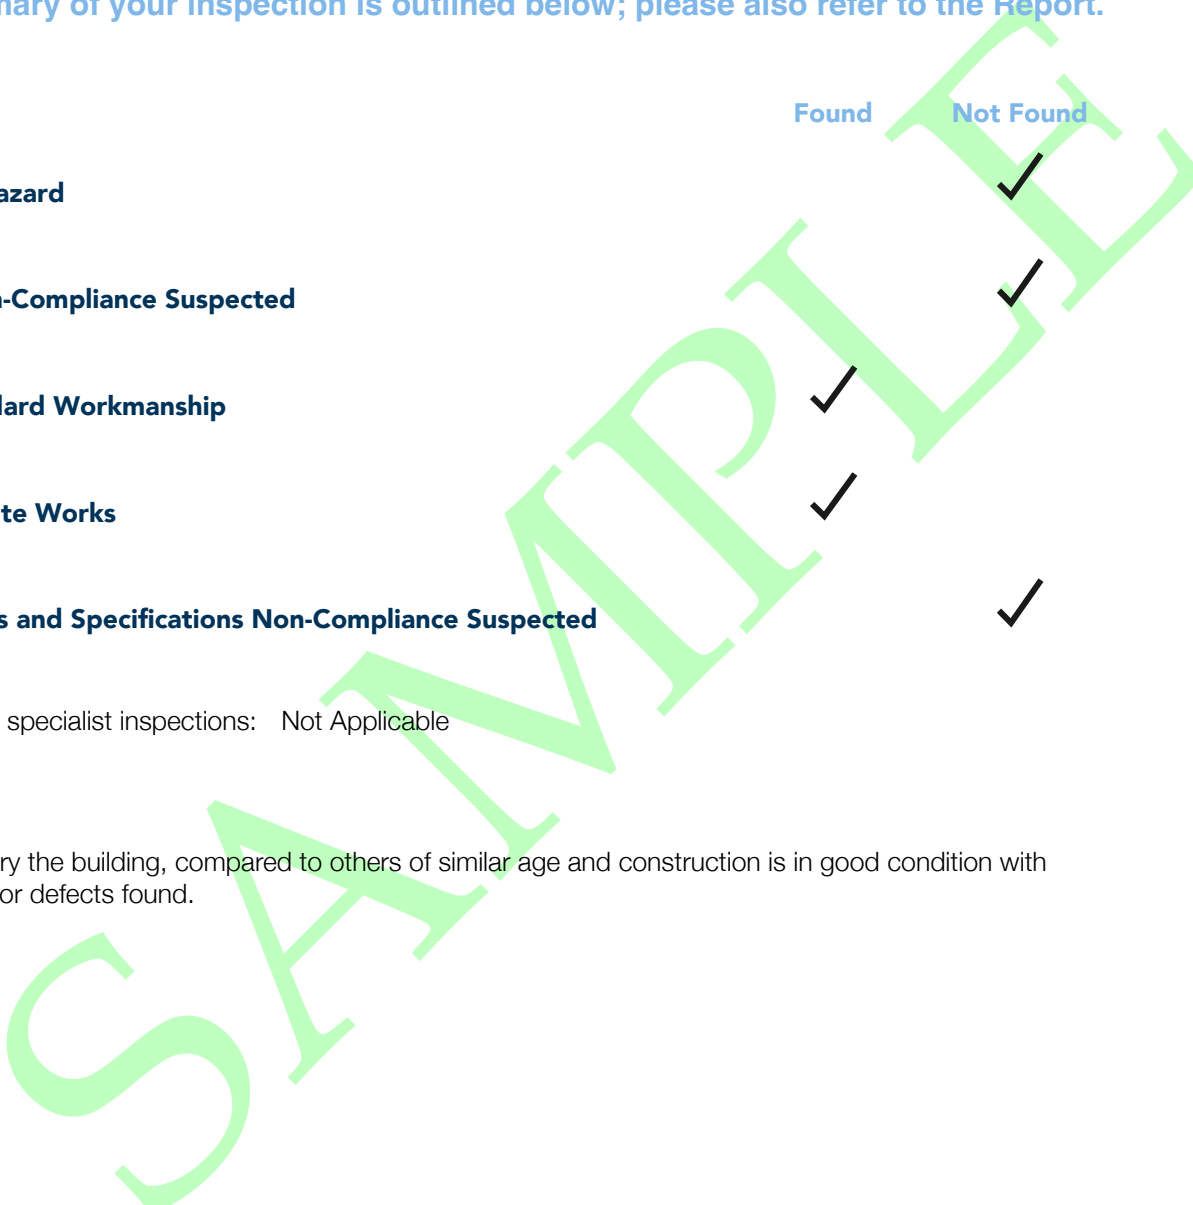 mary of your inspection is outlined below; please also refer to the Report.
Found Not Found
azard
-Compliance Suspected
lard Workmanship
te Works
s and Specifications Non-Compliance Suspected
specialist inspections: Not Applicable
ry the building, compared to others of similar age and construction is in good condition with
or defects found.
SAMPLE